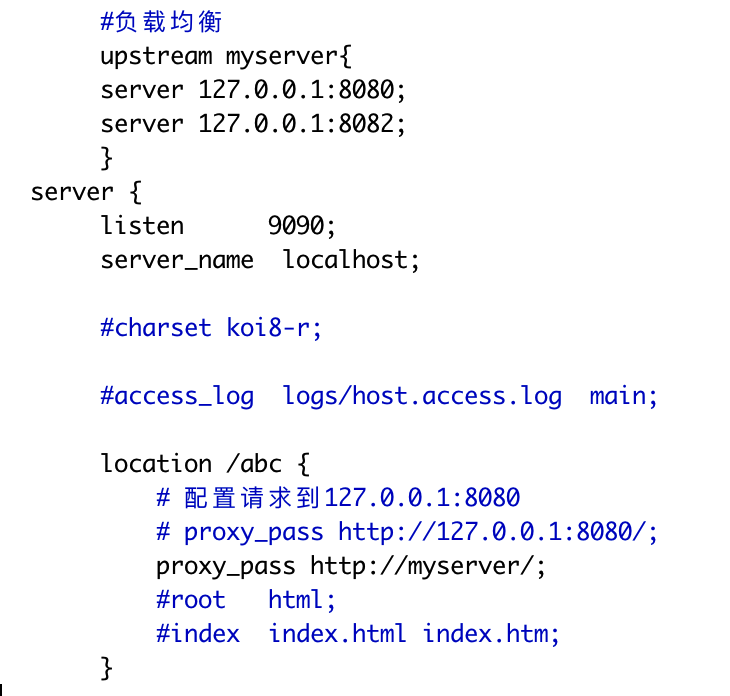 #负载均衡
upstream myserver{
server 127.0.0.1:8080;
server 127.0.0.1:8082;
}
server {
listen      9090;
server_name  localhost;
#charset koi8-r;
#access_log  logs/host.access.log  main;
location /abc {
# 配置请求到127.0.0.1:8080
# proxy_pass http://127.0.0.1:8080/;
proxy_pass http://myserver/;
#root   html;
#index  index.html index.htm;
}